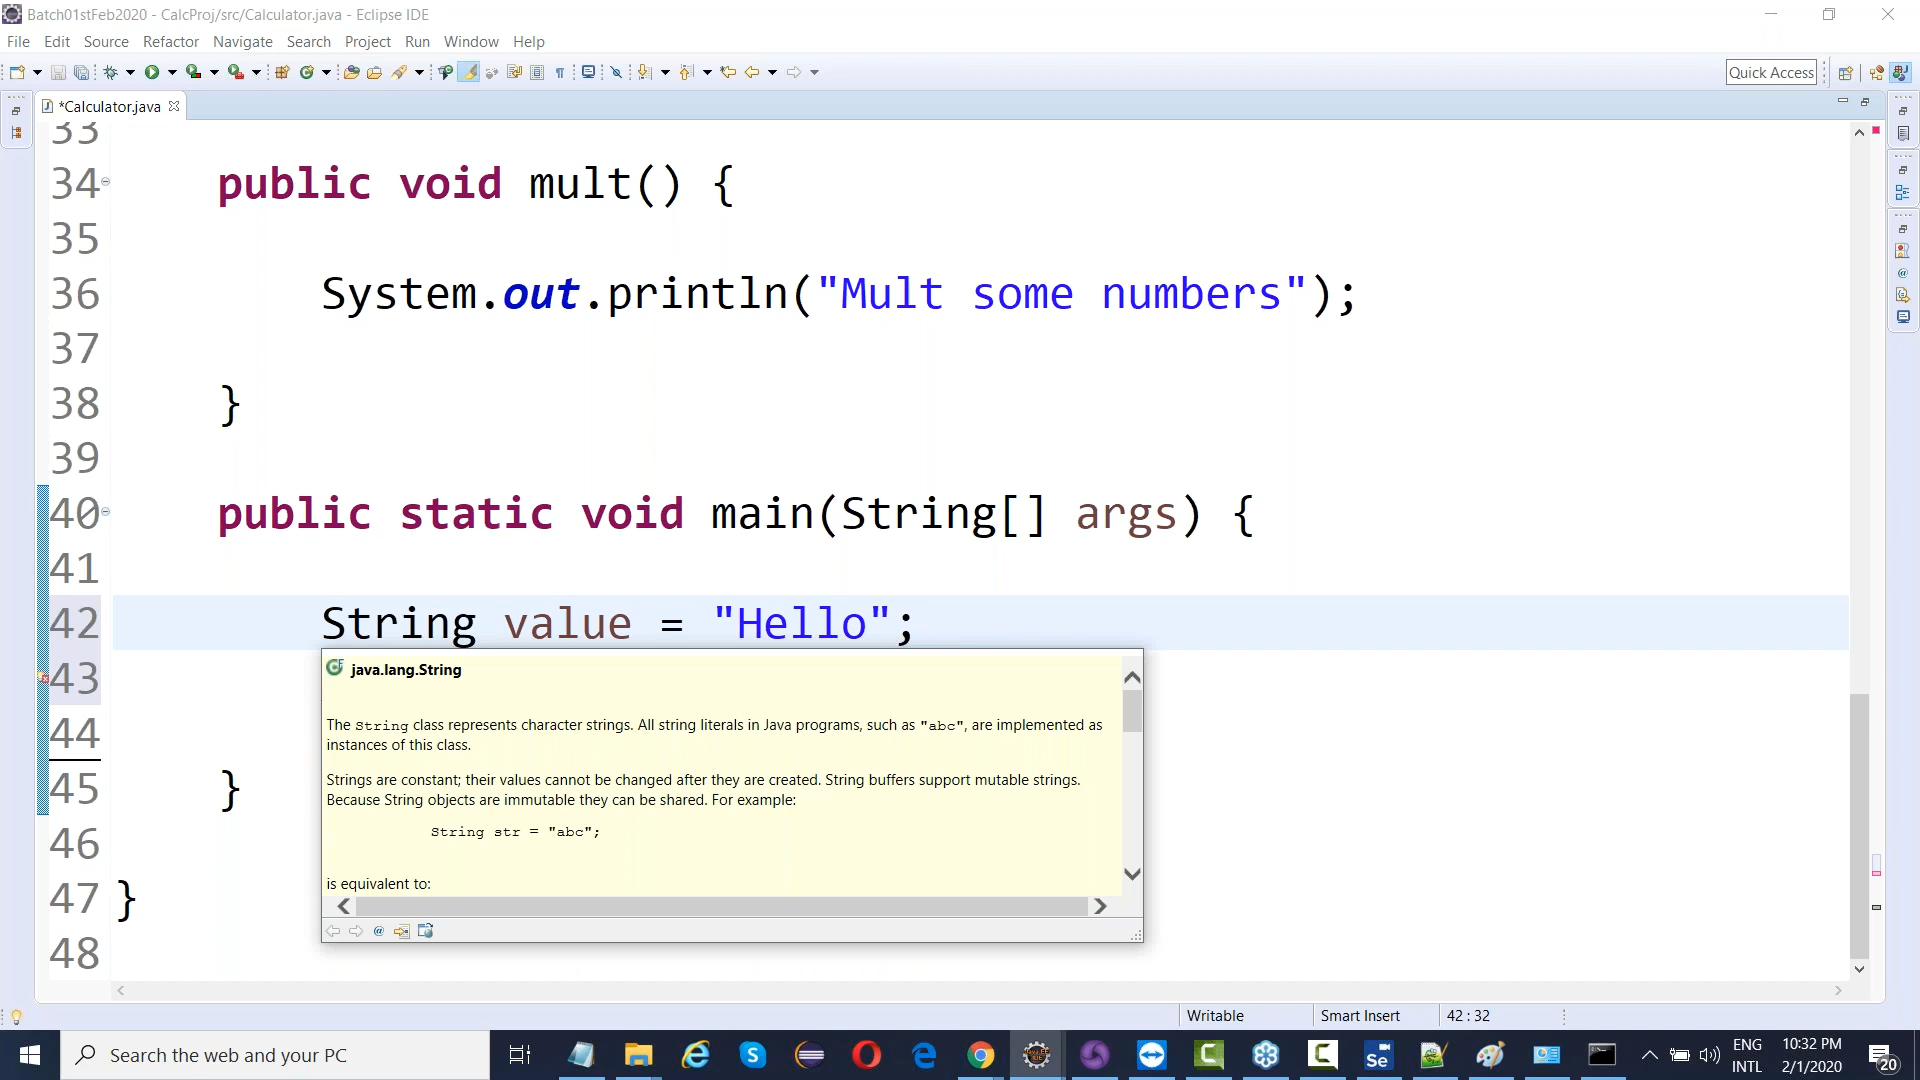 Batch01stFeb2020 - CalcProj/src/Calculator.java - Eclipse IDE
File Edit Source Refactor Navigate Search Project Run Window Help
Quick Access
*Calculator.java
33
34 public void mult() {
35
36 System.out.println("Mult some numbers");
37
38 }
39
40 public static void main(String[] args) {
41
42 String value = "Hello";
43
44
45 }
46
47 }
48
java.lang.String
The String class represents character strings. All string literals in Java programs, such as "abc", are implemented as
instances of this class.
Strings are constant; their values cannot be changed after they are created. String buffers support mutable strings.
Because String objects are immutable they can be shared. For example:
String str = "abc";
is equivalent to:
Writable Smart Insert 42 : 32
Search the web and your PC
ENG
INTL
10:32 PM
2/1/2020
20